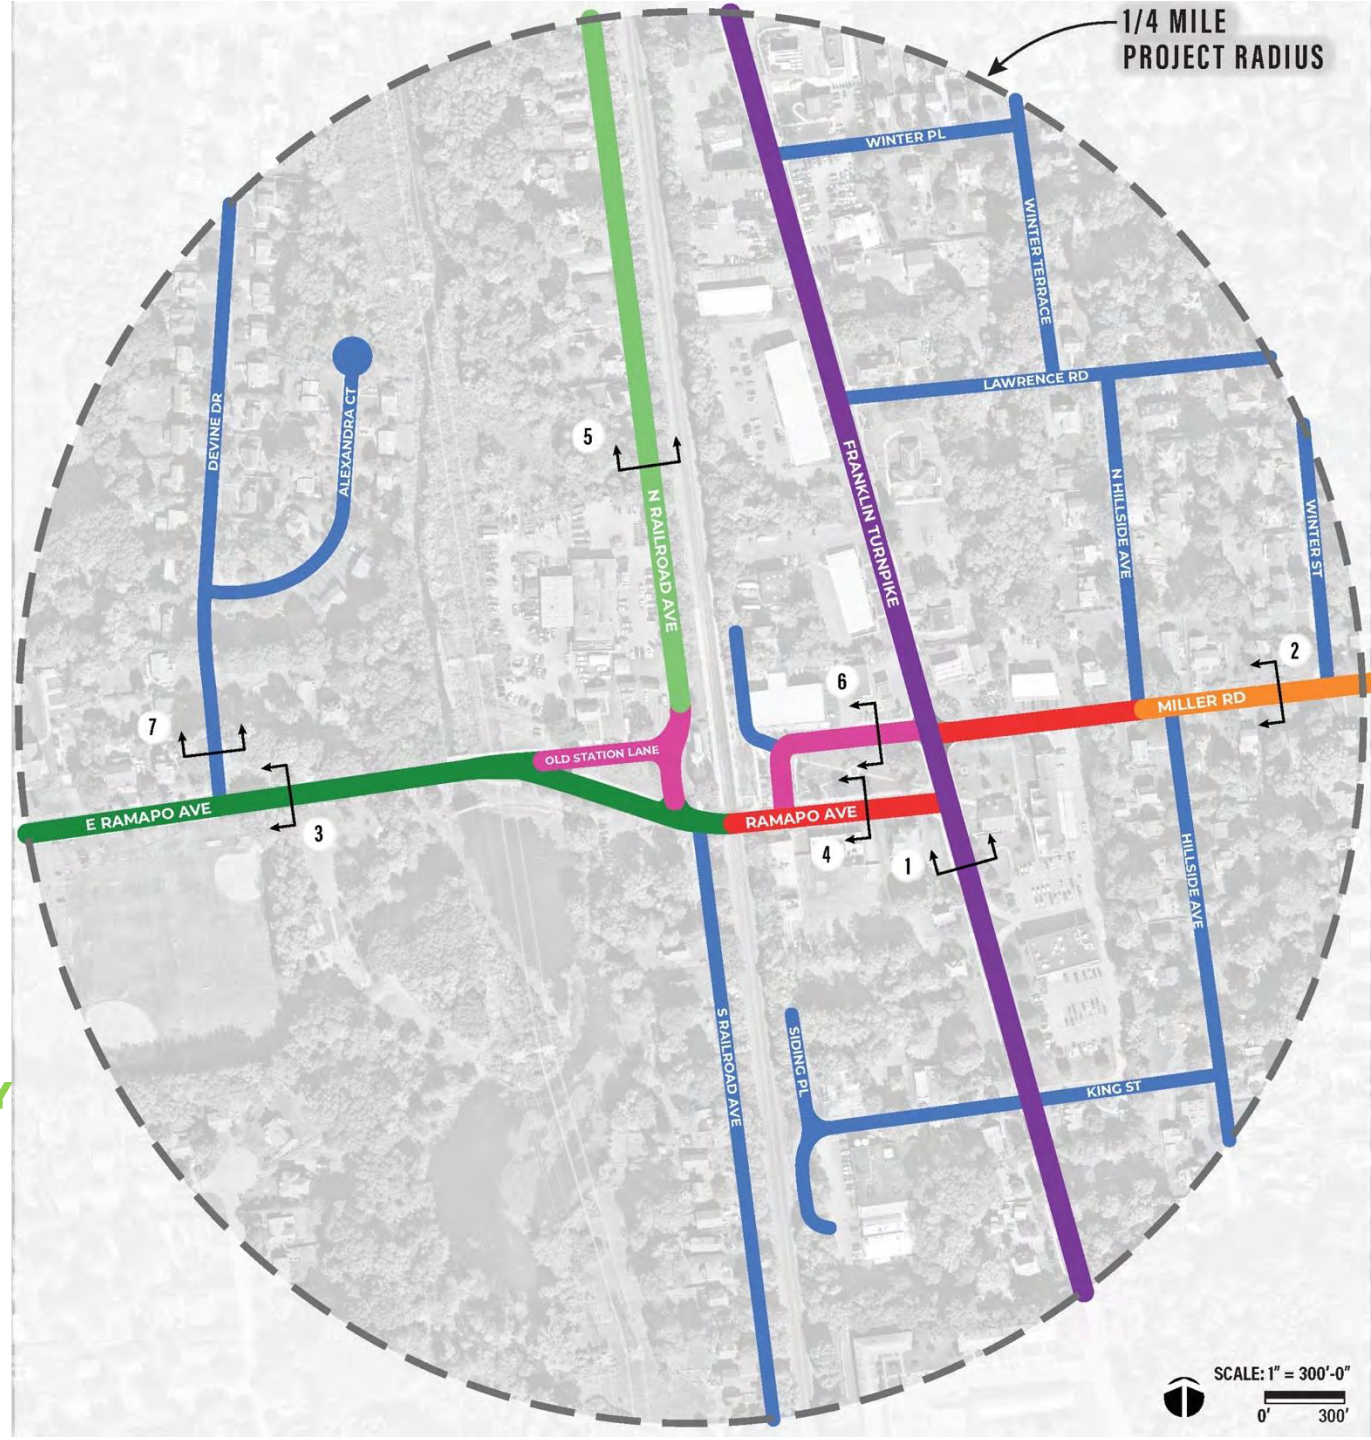 1/4 MILE
PROJECT RADIUS
WINTER PL
WINTER TERRACE
LAWRENCE RD
DEVINE DR
ALEXANDRA CT
5
FRANKLIN TURNPIKE
N HILLSIDE AVE
WINTER ST
N RAILROAD AVE
2
6
MILLER RD
7
OLD STATION LANE
E RAMAPO AVE
RAMAPO AVE
3
4
1
HILLSIDE AVE
S RAILROAD AVE
SIDING PL
KING ST
Y
SCALE: 1" = 300'-0"
0' 300'